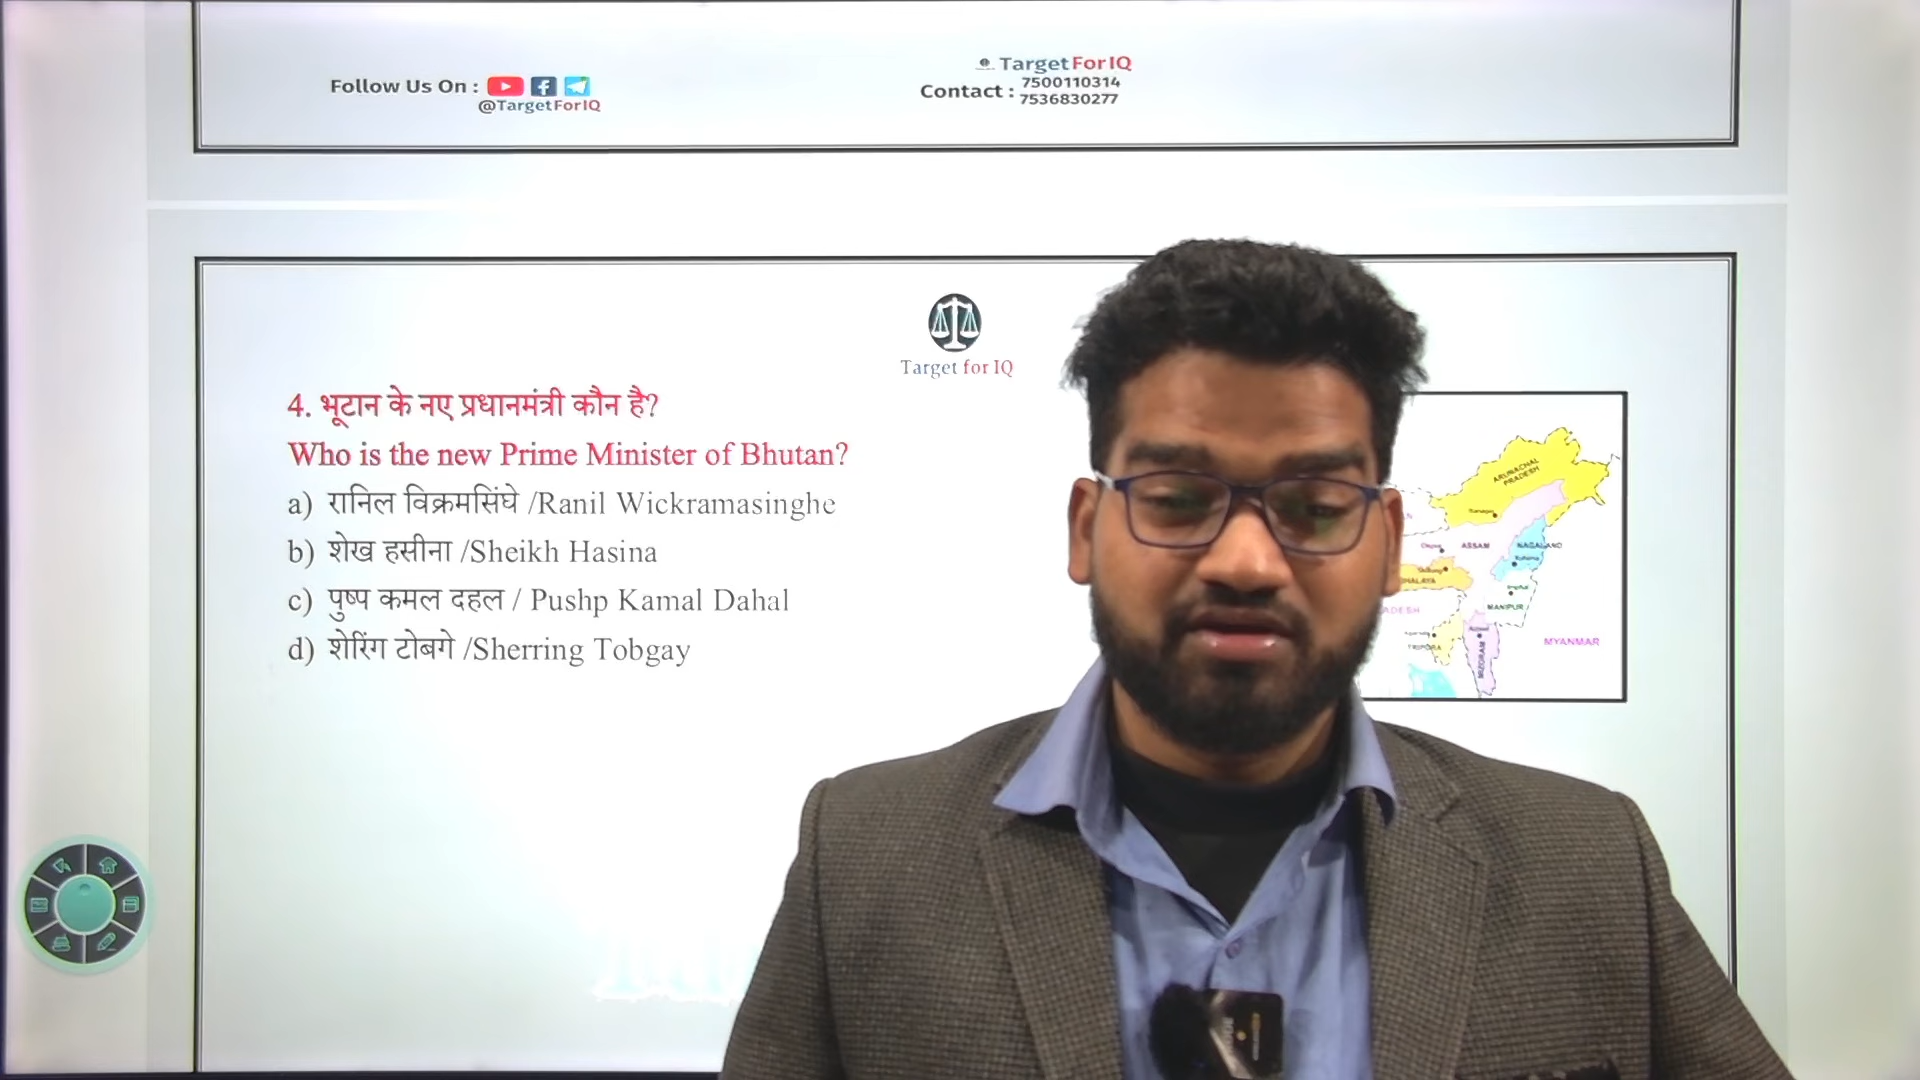 Follow Us On :
@TargetForIQ
TargetForIQ
Contact : 7500110314
7536830277
Target for IQ
4. भूटान के नए प्रधानमंत्री कौन है?
Who is the new Prime Minister of Bhutan?
a) रानिल विक्रमसिंघे /Ranil Wickramasinghe
b) शेख हसीना /Sheikh Hasina
c) पुष्प कमल दहल / Pushp Kamal Dahal
d) शेरिंग टोबगे /Sherring Tobgay
ARUNACHAL
PRADESH
ASSAM
NAGALAND
MANIPUR
TRIPURA
MIZORAM
MYANMAR